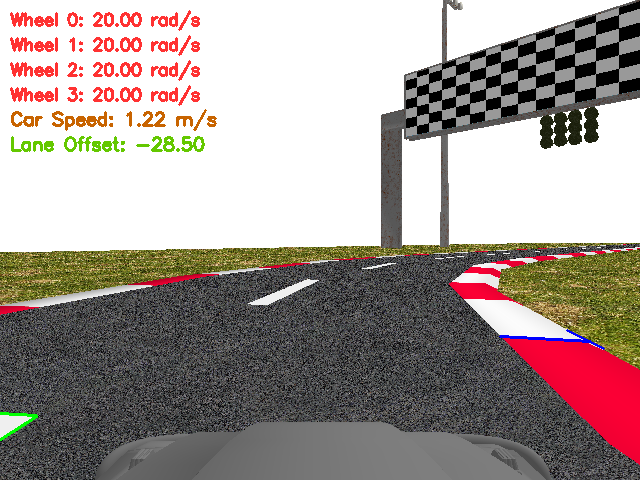 Wheel 0: 20.00 rad/s
Wheel 1: 20.00 rad/s
Wheel 2: 20.00 rad/s
Wheel 3: 20.00 rad/s
Car Speed: 1.22 m/s
Lane Offset: -28.50